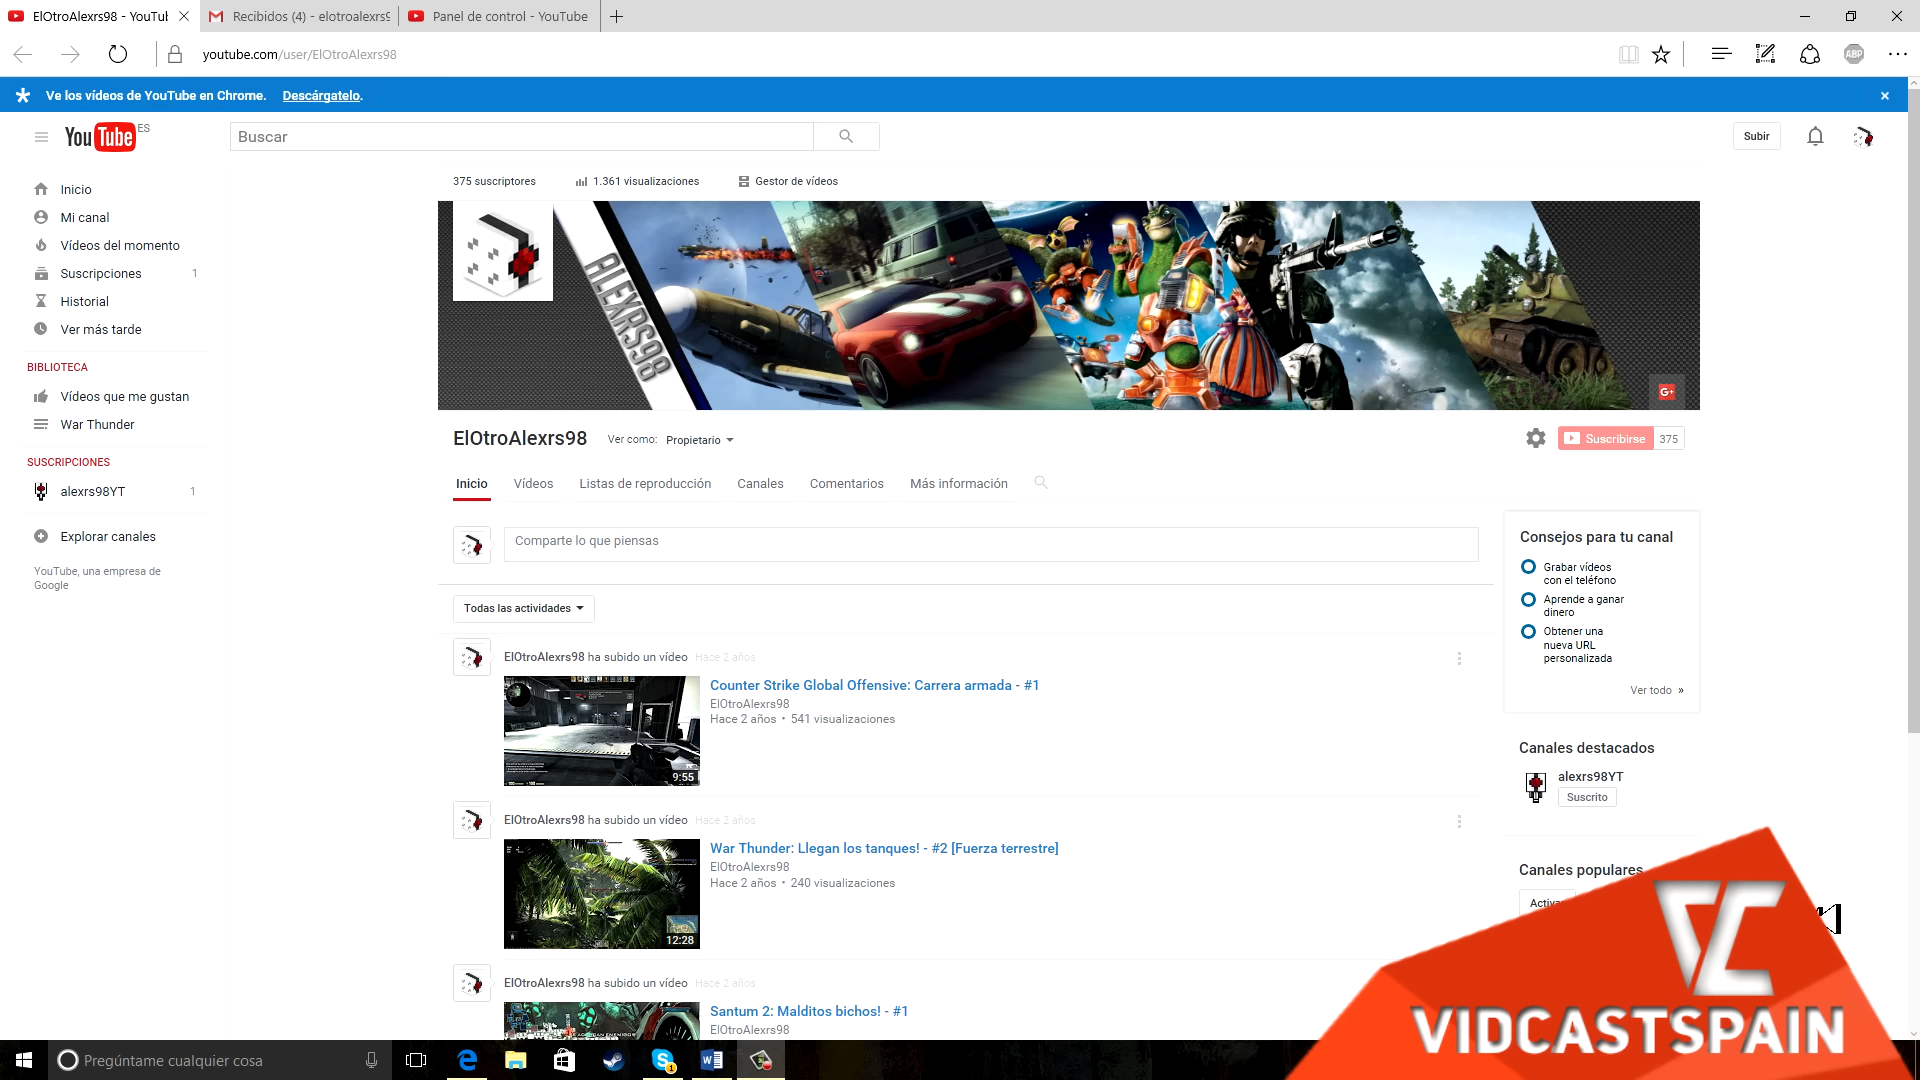 ElOtroAlexrs98 - YouTul
Recibidos (4) - elotroalexrs9
Panel de control - YouTube
youtube.com/user/ElOtroAlexrs98
ABP
Ve los vídeos de YouTube en Chrome. Descárgatelo.
YouTube ES
Buscar
Subir
Inicio
Mi canal
Vídeos del momento
Suscripciones 1
Historial
Ver más tarde
BIBLIOTECA
Vídeos que me gustan
War Thunder
SUSCRIPCIONES
alexrs98YT 1
Explorar canales
YouTube, una empresa de
Google
375 suscriptores
1.361 visualizaciones
Gestor de vídeos
ALEXRS98
G+
ElOtroAlexrs98
Ver como: Propietario
Suscribirse 375
Inicio
Vídeos
Listas de reproducción
Canales
Comentarios
Más información
Comparte lo que piensas
Todas las actividades
ElOtroAlexrs98 ha subido un vídeo Hace 2 años
Counter Strike Global Offensive: Carrera armada - #1
ElOtroAlexrs98
Hace 2 años • 541 visualizaciones
9:55
ElOtroAlexrs98 ha subido un vídeo Hace 2 años
War Thunder: Llegan los tanques! - #2 [Fuerza terrestre]
ElOtroAlexrs98
Hace 2 años • 240 visualizaciones
12:28
ElOtroAlexrs98 ha subido un vídeo Hace 2 años
Santum 2: Malditos bichos! - #1
ElOtroAlexrs98
Consejos para tu canal
Grabar vídeos
con el teléfono
Aprende a ganar
dinero
Obtener una
nueva URL
personalizada
Ver todo »
Canales destacados
alexrs98YT
Suscrito
Canales populares
VC
VIDCASTSPAIN
Pregúntame cualquier cosa